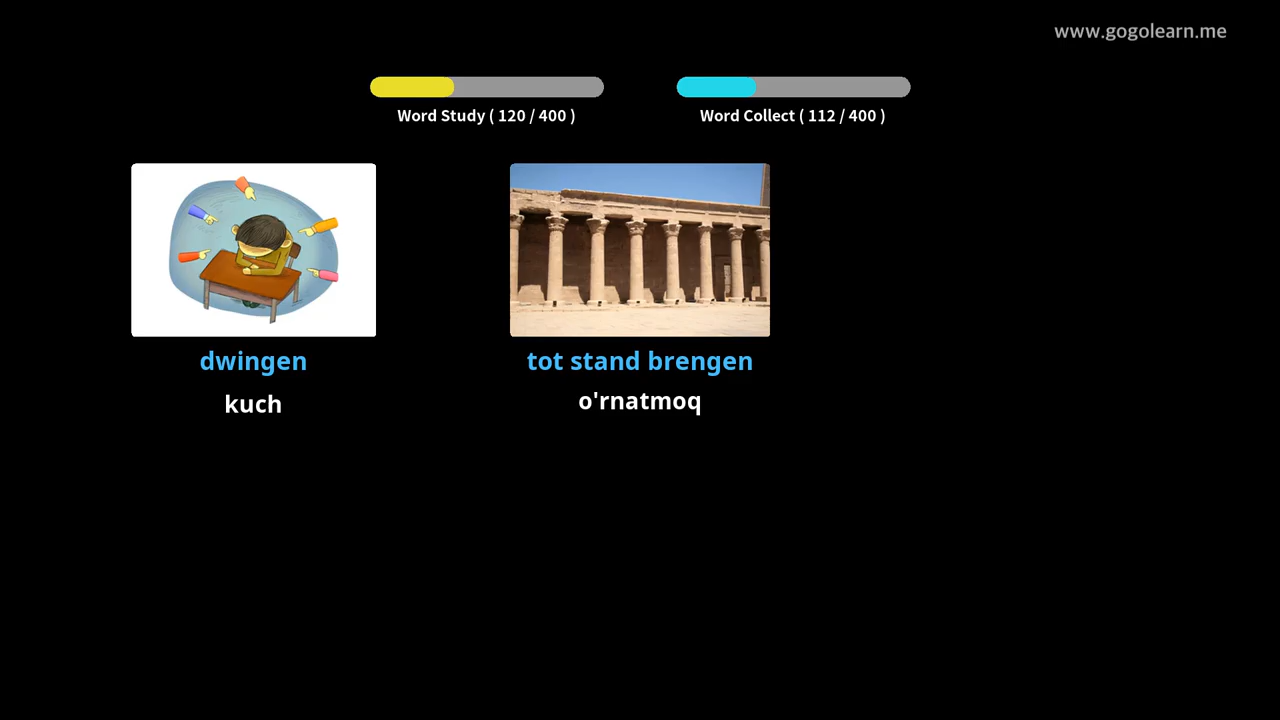 www.gogolearn.me
Word Study ( 120 / 400 )
Word Collect ( 112 / 400 )
dwingen
kuch
tot stand brengen
o'rnatmoq